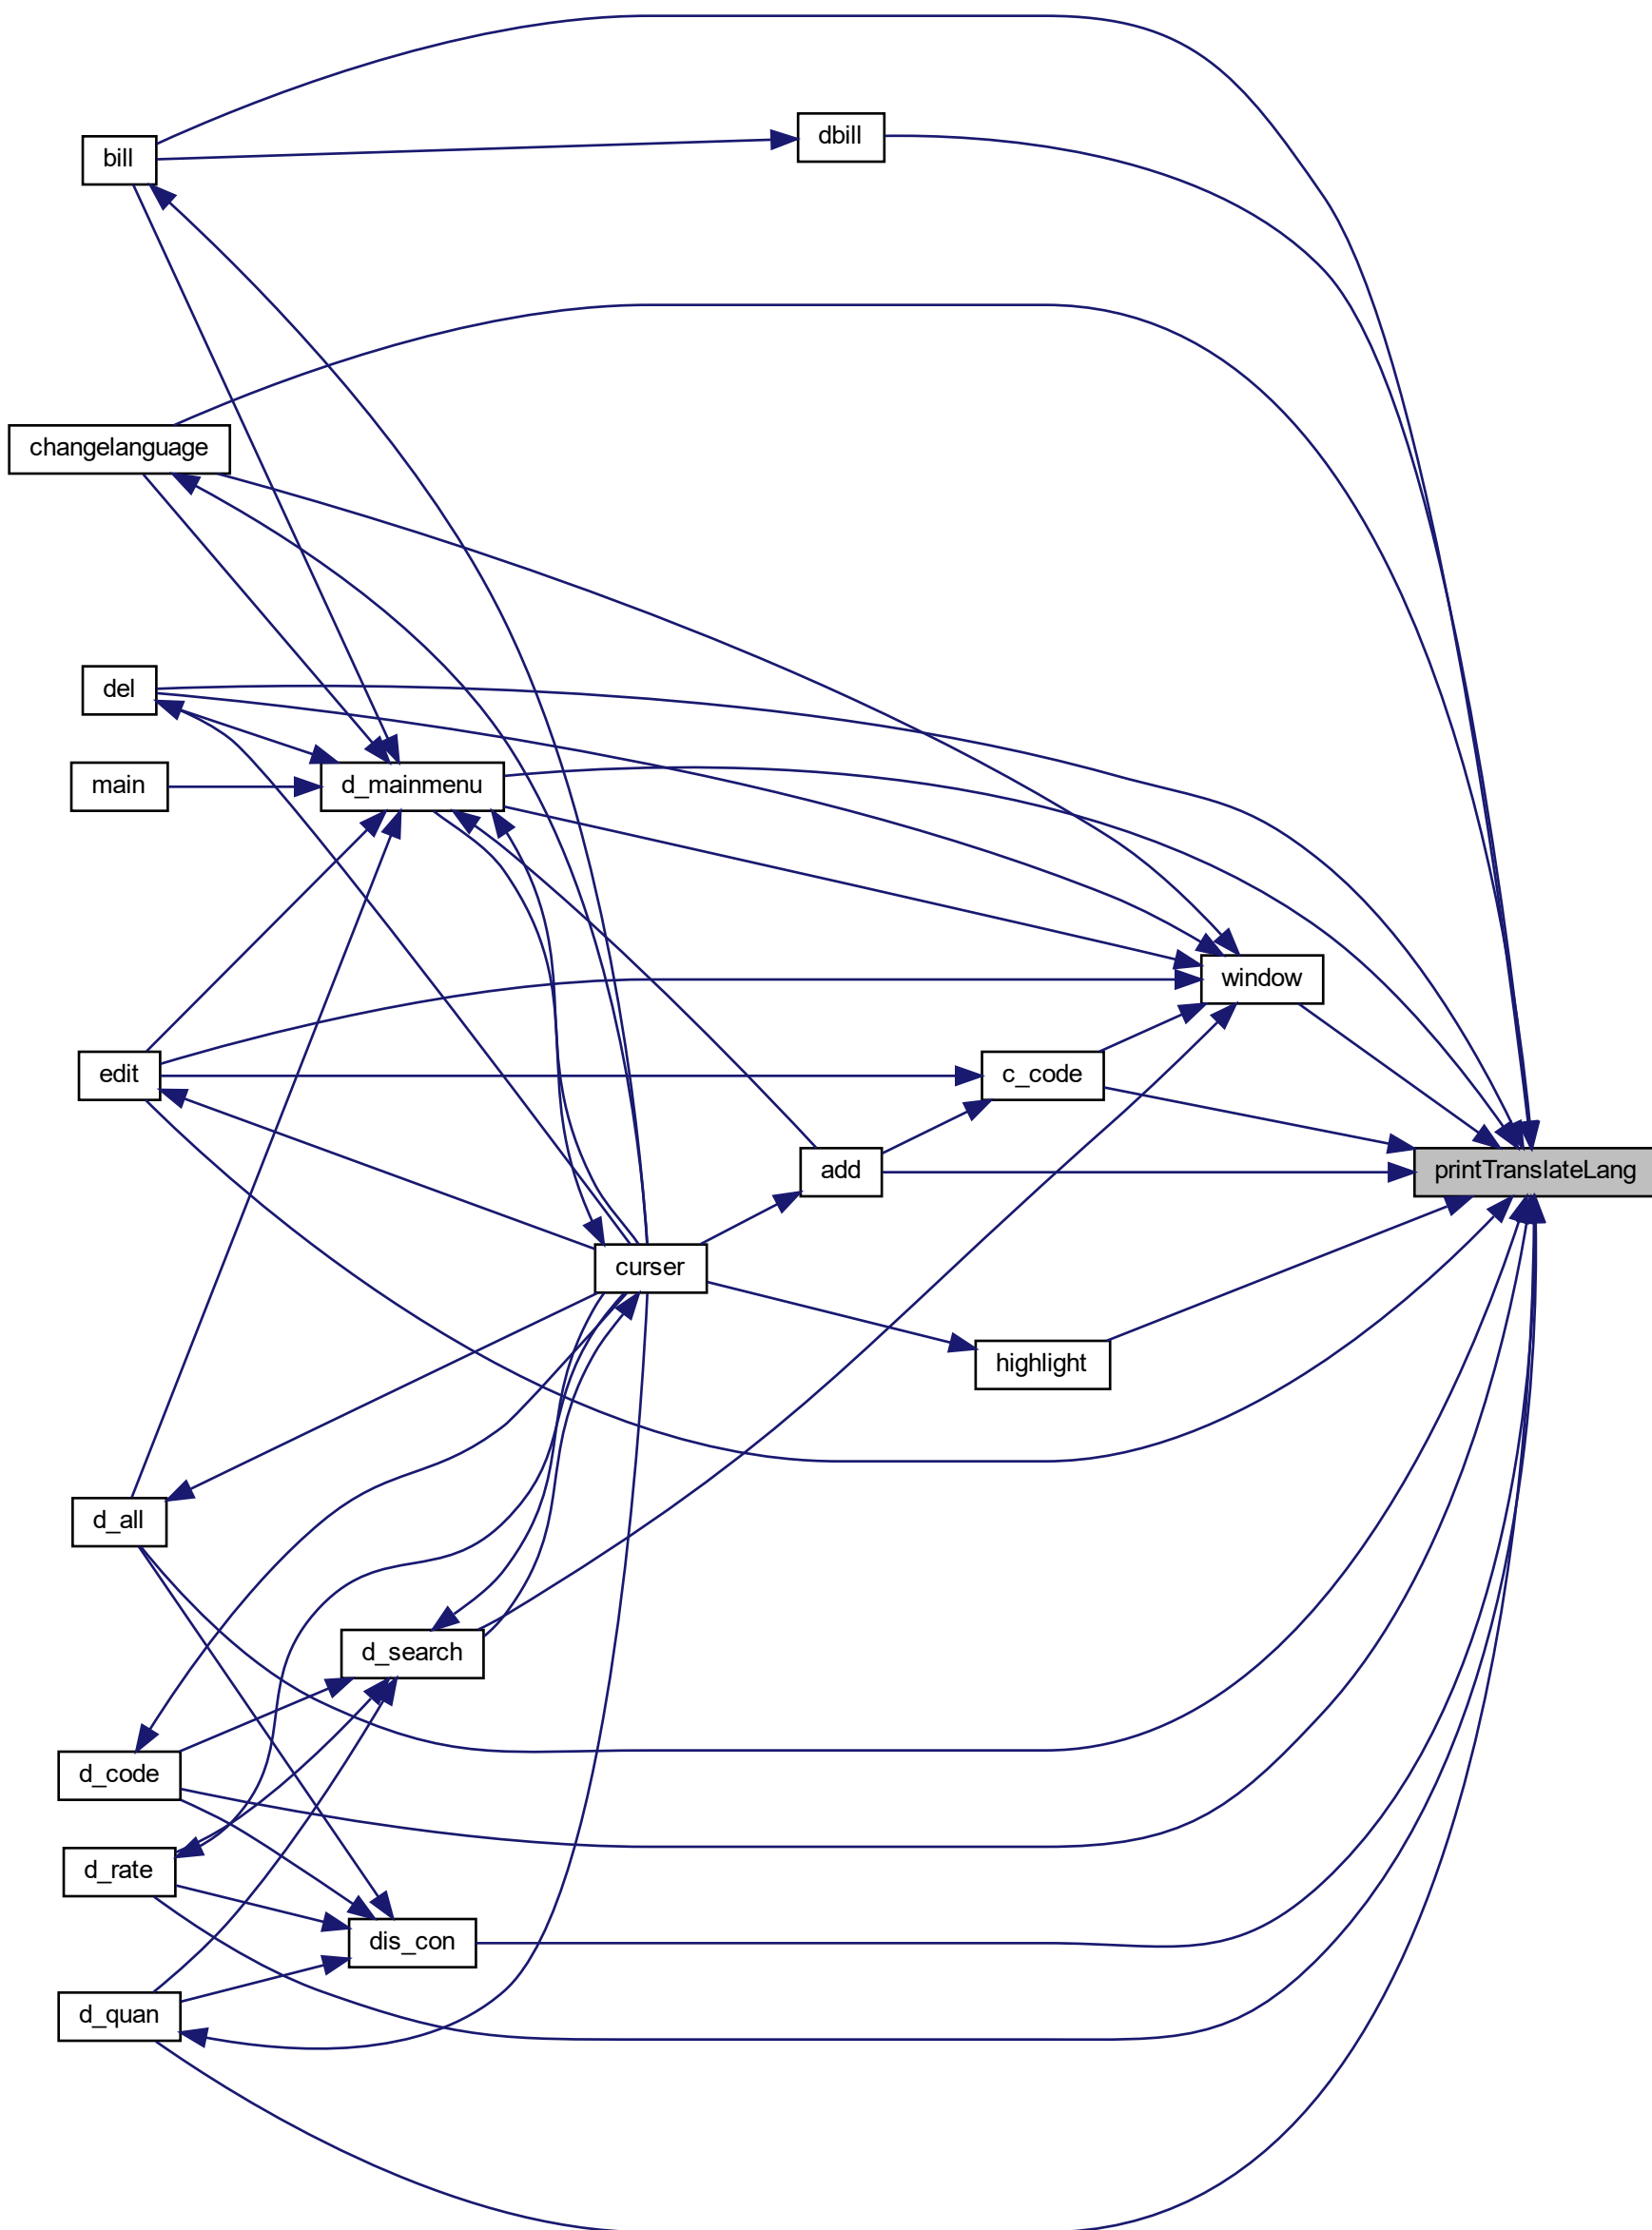 bill
dbill
changelanguage
del
main
d_mainmenu
window
edit
c_code
add
printTranslateLang
curser
highlight
d_all
d_search
d_code
d_rate
dis_con
d_quan